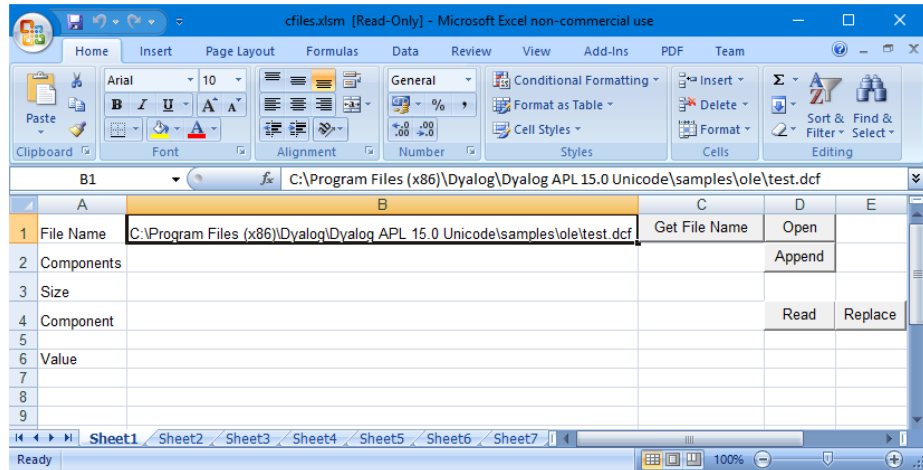 cfiles.xlsm [Read-Only] - Microsoft Excel non-commercial use
Home Insert Page Layout Formulas Data Review View Add-Ins PDF Team
Paste
Arial 10
B I U A A
A
General
% ,
.00 .00
Conditional Formatting
Format as Table
Cell Styles
Insert
Delete
Format
Σ
Sort & Filter
Find & Select
Clipboard Font Alignment Number Styles Cells Editing
B1 fx C:\Program Files (x86)\Dyalog\Dyalog APL 15.0 Unicode\samples\ole\test.dcf
A B C D E
1 File Name C:\Program Files (x86)\Dyalog\Dyalog APL 15.0 Unicode\samples\ole\test.dcf Get File Name Open
2 Components Append
3 Size
4 Component Read Replace
5
6 Value
7
8
9
Sheet1 Sheet2 Sheet3 Sheet4 Sheet5 Sheet6 Sheet7
Ready 100%